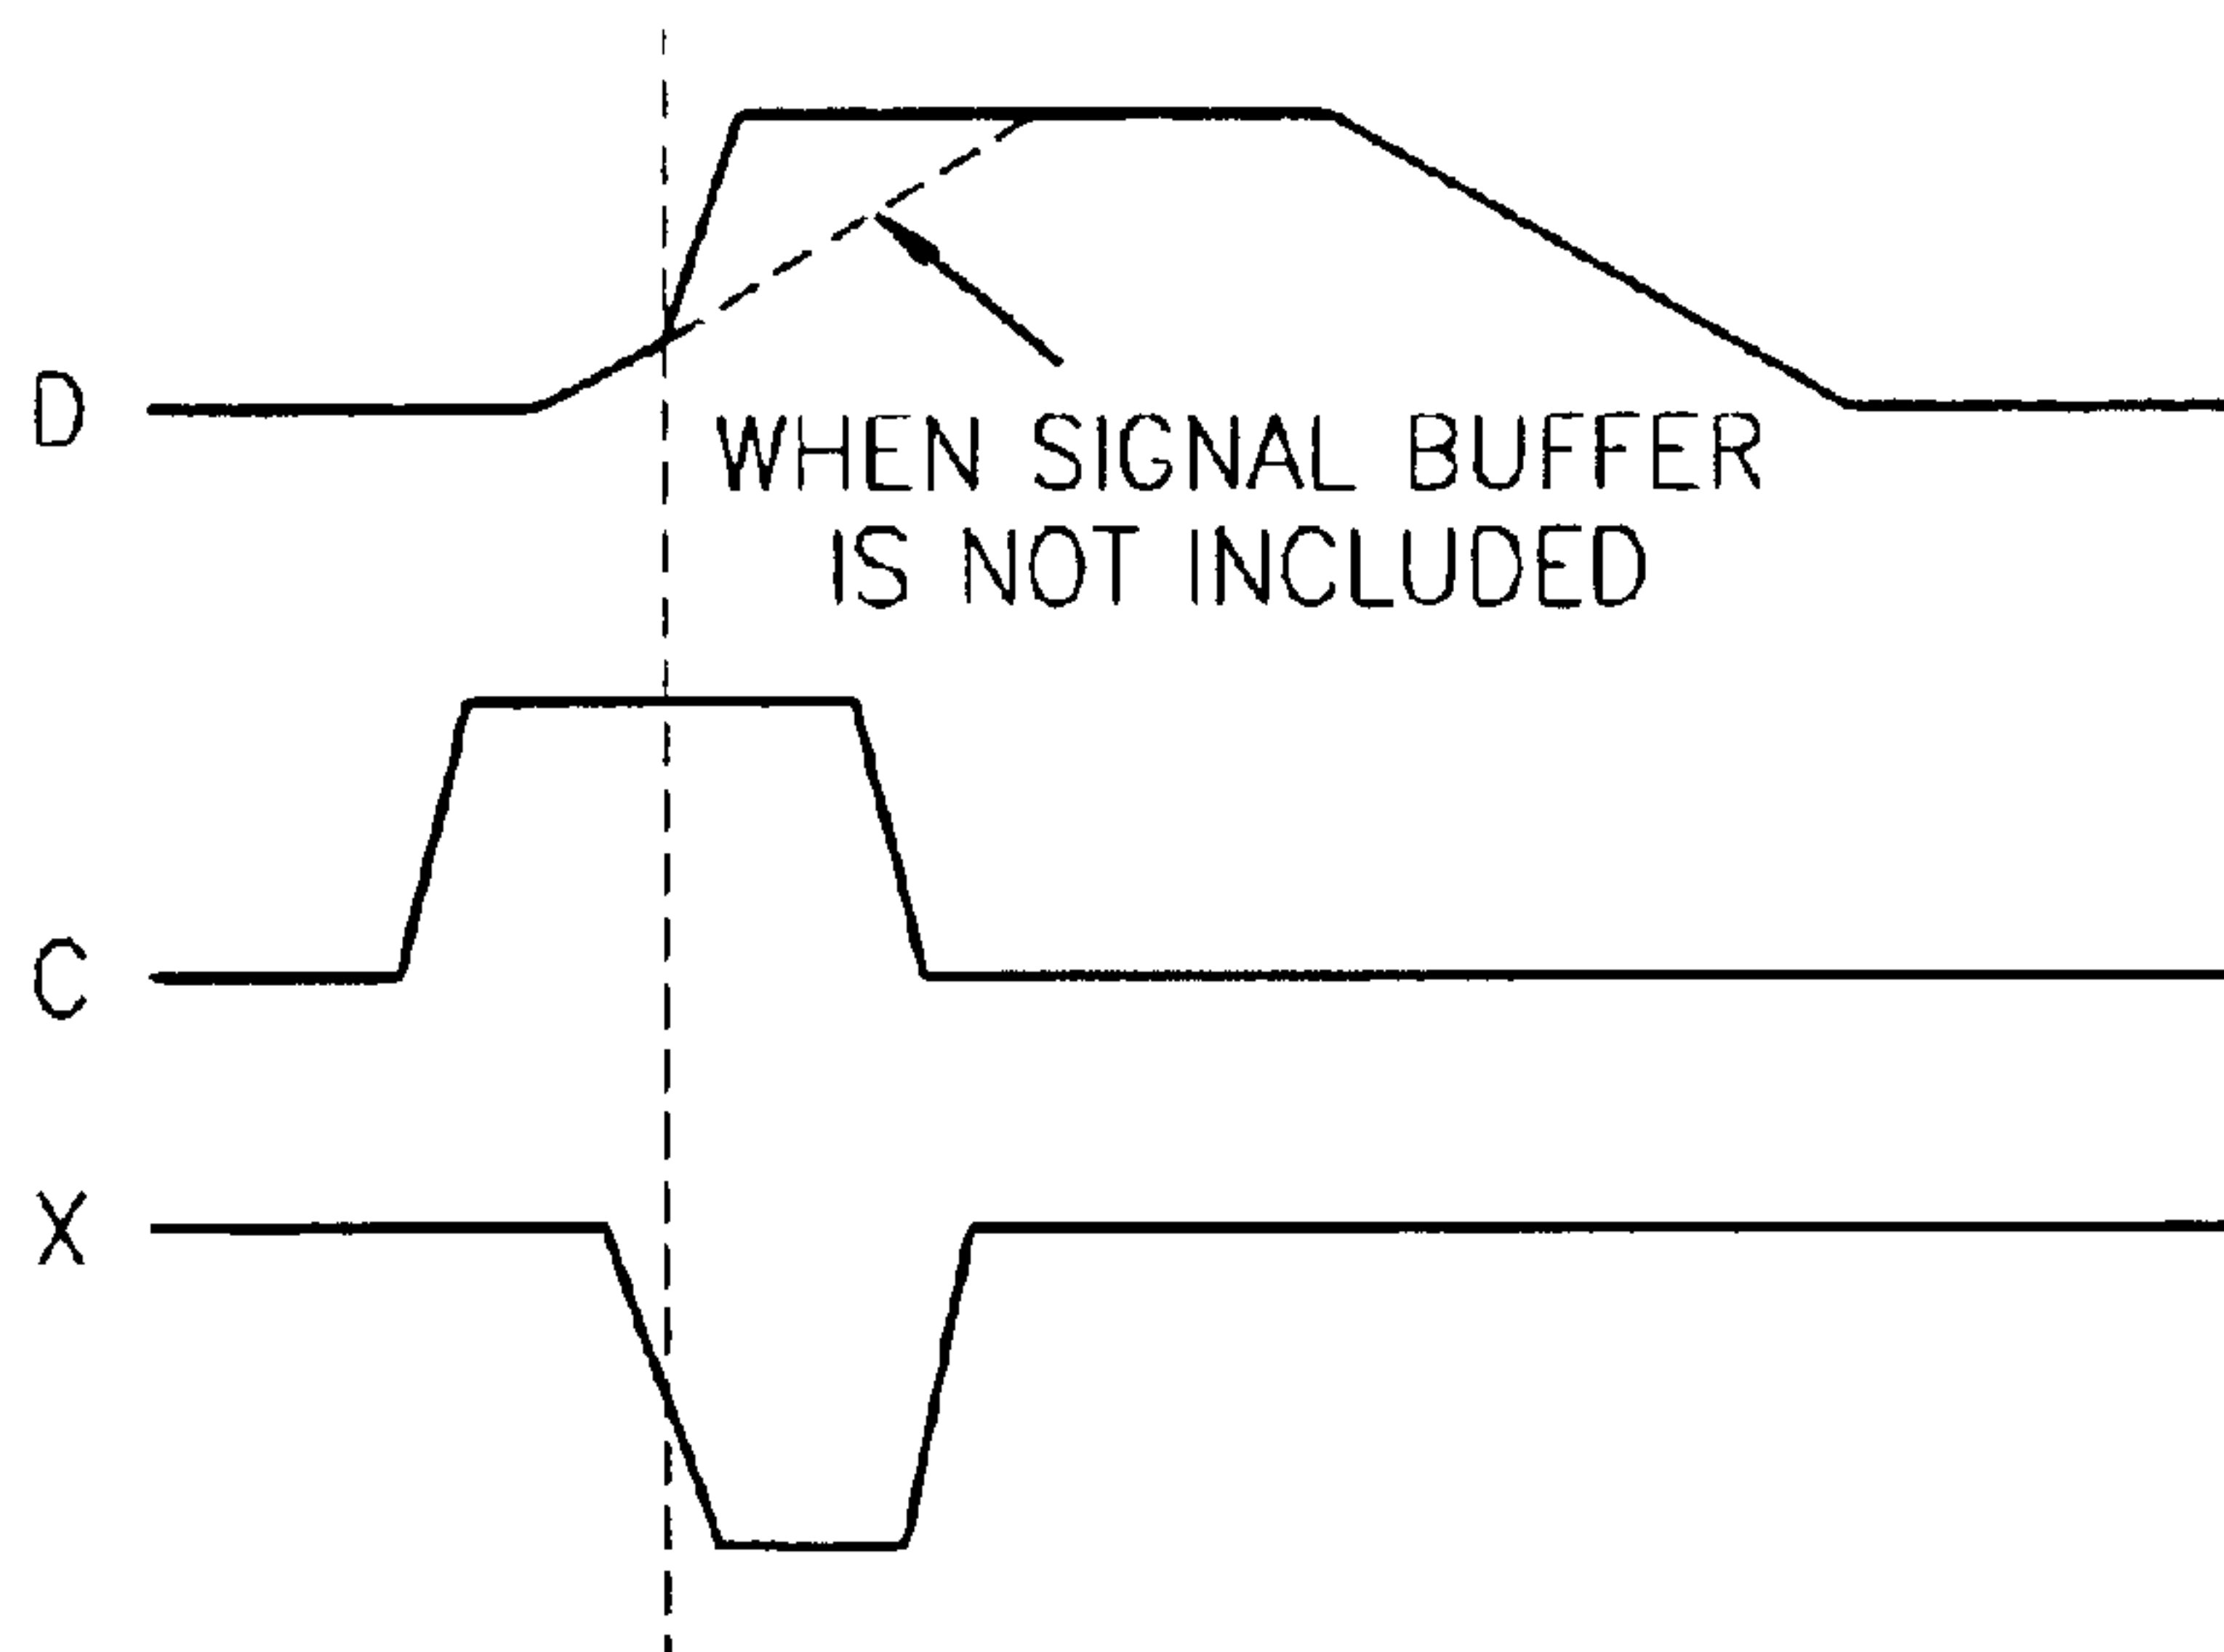 D
WHEN SIGNAL BUFFER
IS NOT INCLUDED
C
X